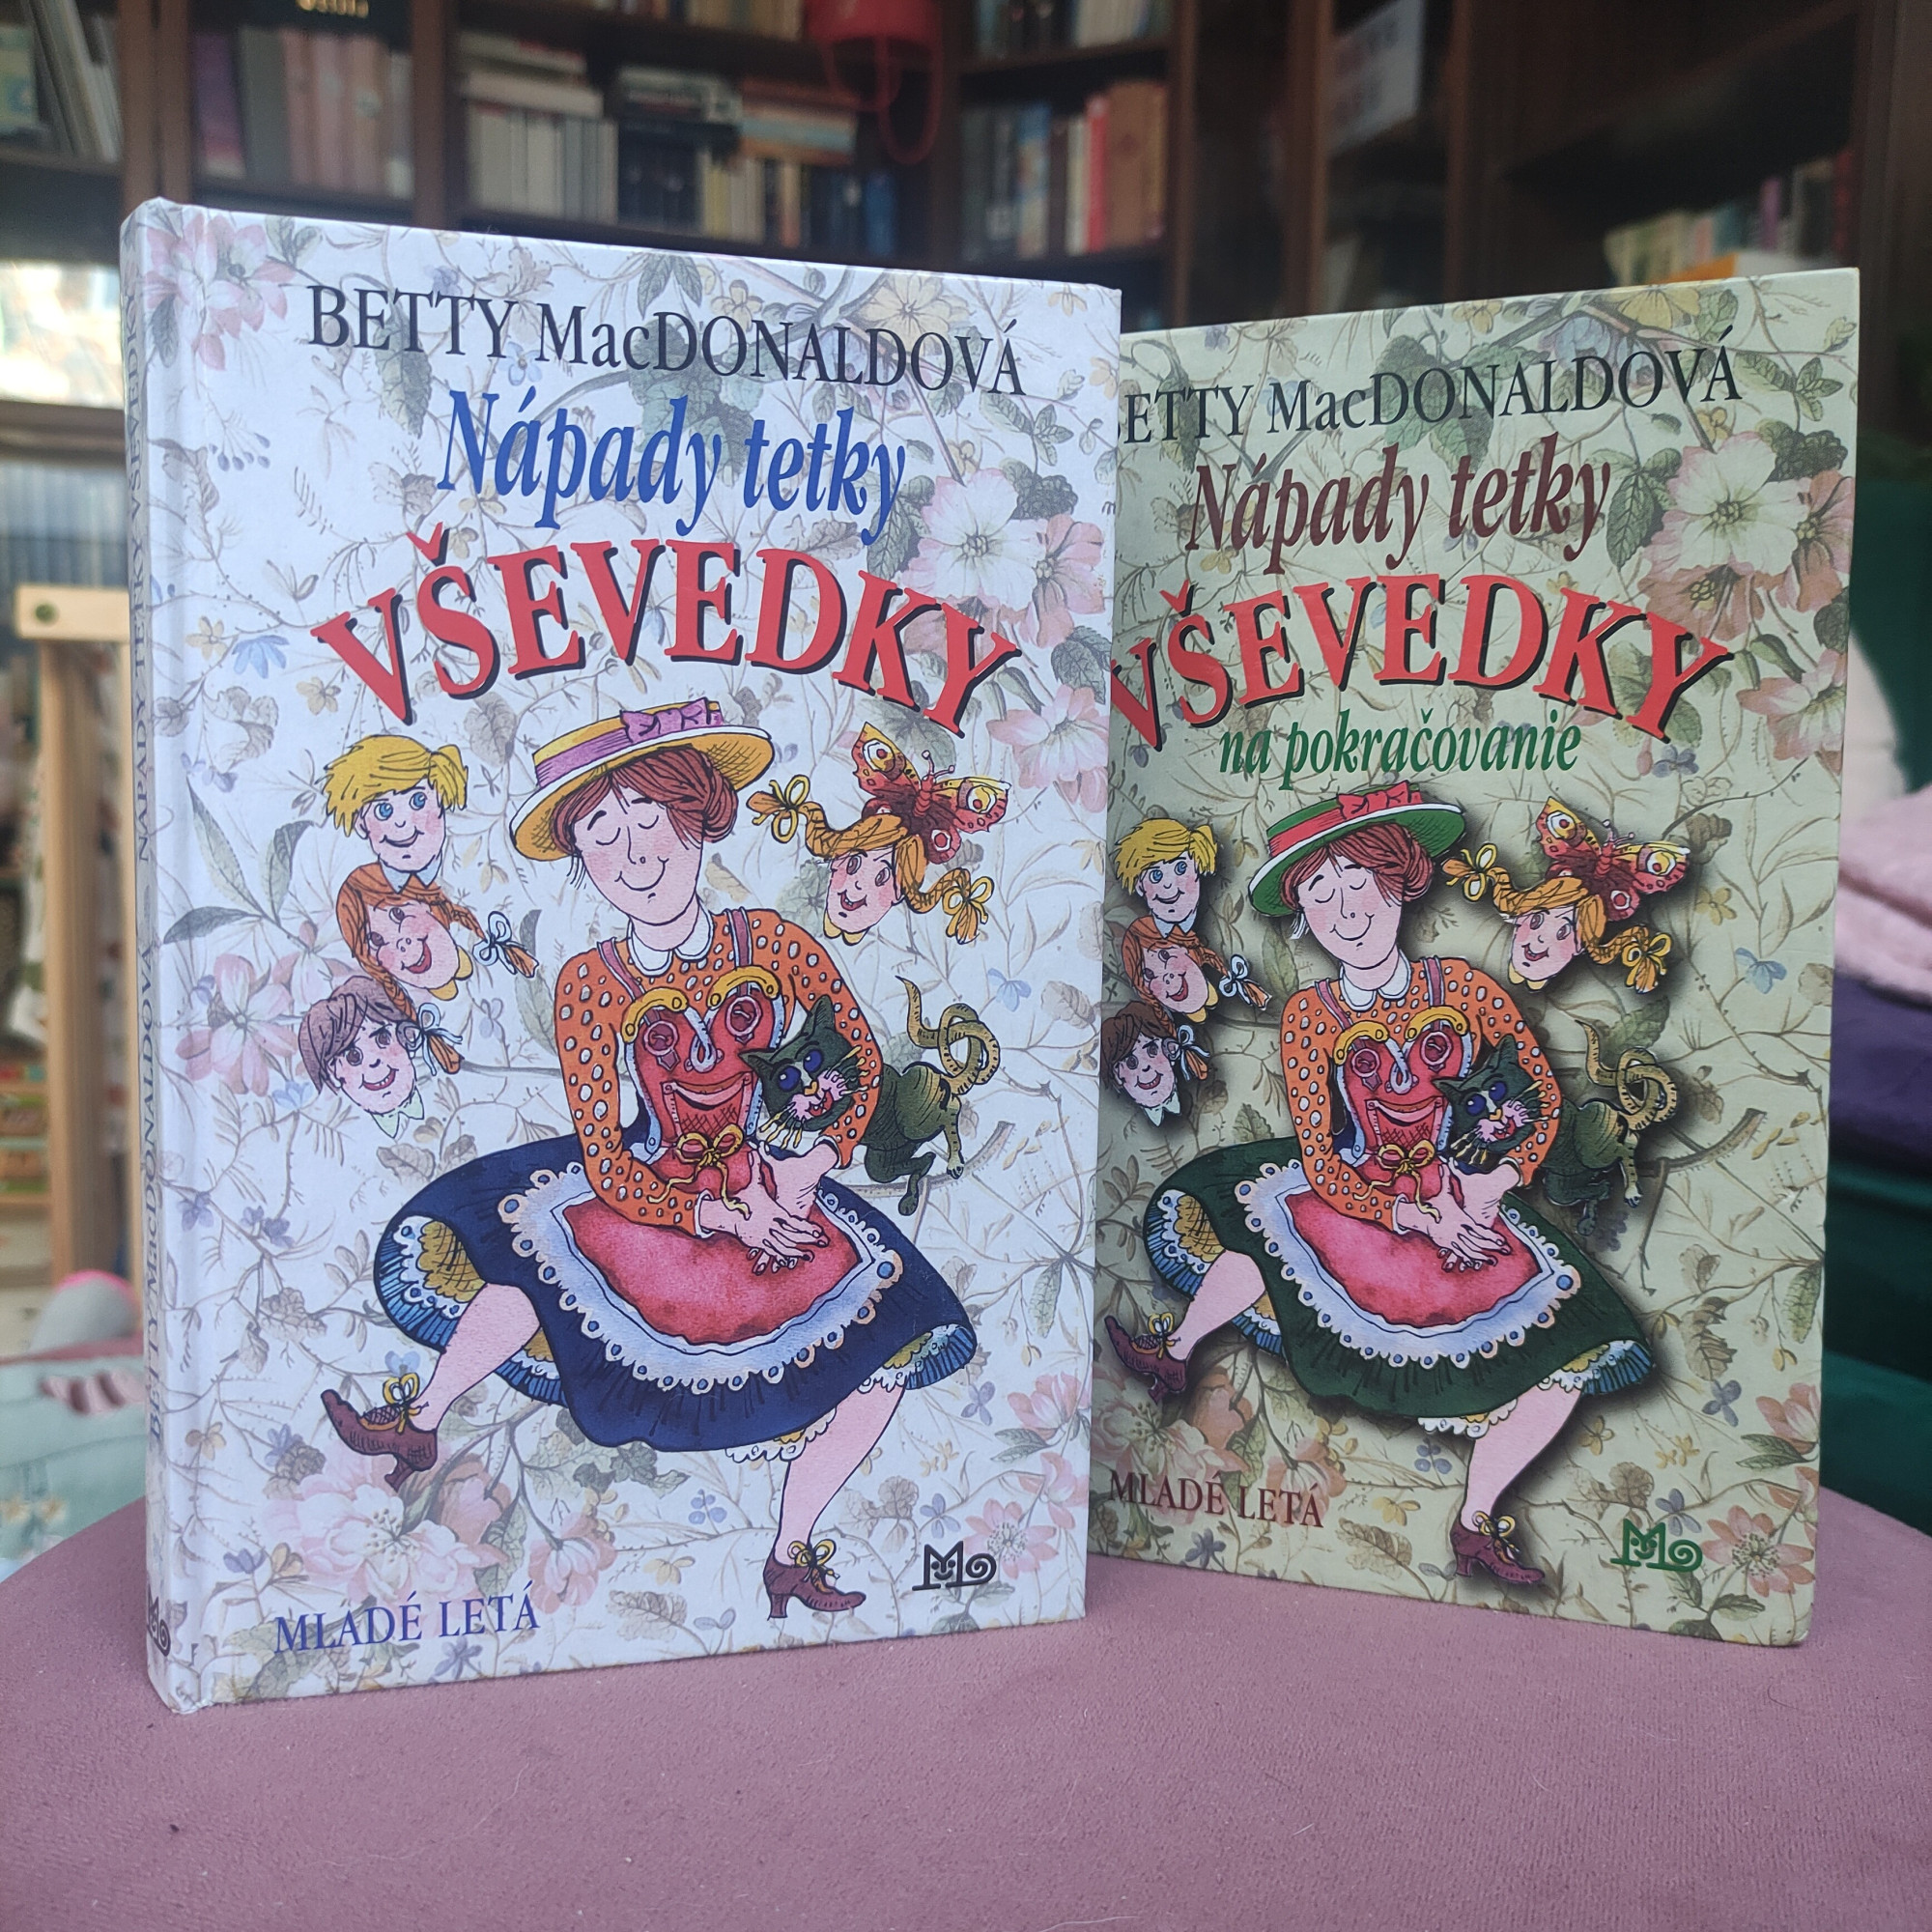 BETTY MacDONALDOVÁ
Nápady tetky
VŠEVEDKY
MLADÉ LETÁ
BETTY MacDONALDOVÁ NÁPADY TETKY VŠEVEDKY
BETTY MacDONALDOVÁ
Nápady tetky
VŠEVEDKY
na pokračovanie
MLADÉ LETÁ